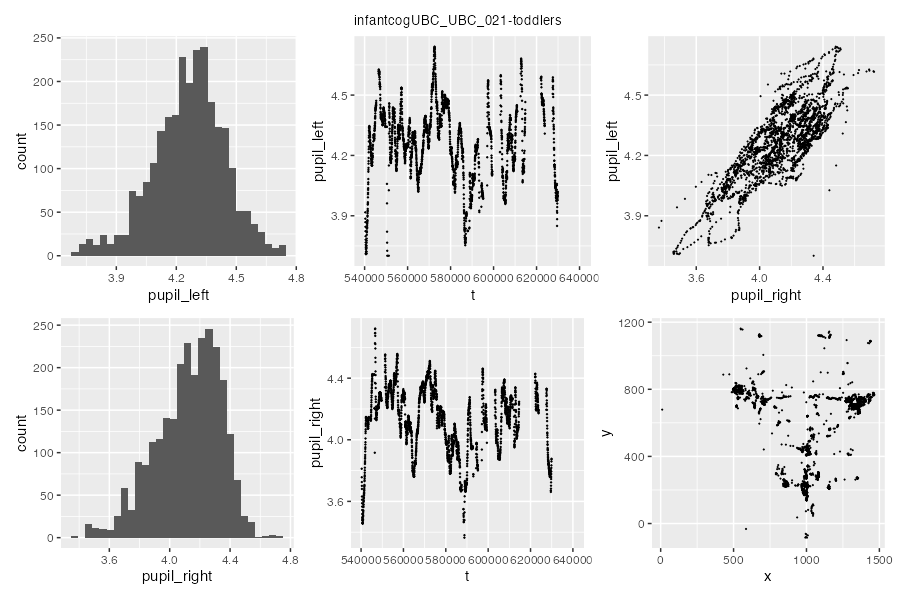 infantcogUBC_UBC_021-toddlers
250
200
150
100
50
0
count
3.9 4.2 4.5 4.8
pupil_left
4.5
4.2
3.9
pupil_left
540000 560000 580000 600000 620000 640000
t
4.5
4.2
3.9
pupil_left
3.6 4.0 4.4
pupil_right
250
200
150
100
50
0
count
3.6 4.0 4.4 4.8
pupil_right
4.4
4.0
3.6
pupil_right
540000 560000 580000 600000 620000 640000
t
1200
800
400
0
y
0 500 1000 1500
x